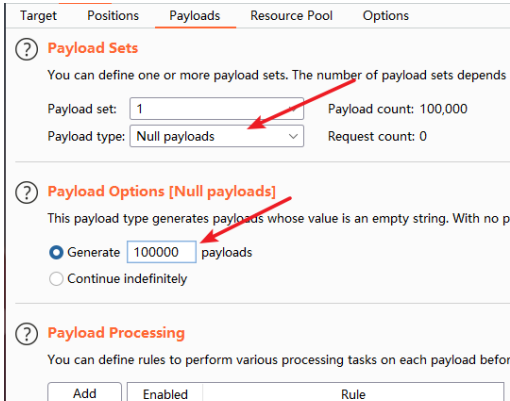 Target Positions Payloads Resource Pool Options
Payload Sets
You can define one or more payload sets. The number of payload sets depends
Payload set: 1 Payload count: 100,000
Payload type: Null payloads Request count: 0
Payload Options [Null payloads]
This payload type generates payloads whose value is an empty string. With no p
Generate 100000 payloads
Continue indefinitely
Payload Processing
You can define rules to perform various processing tasks on each payload befor
Add Enabled Rule